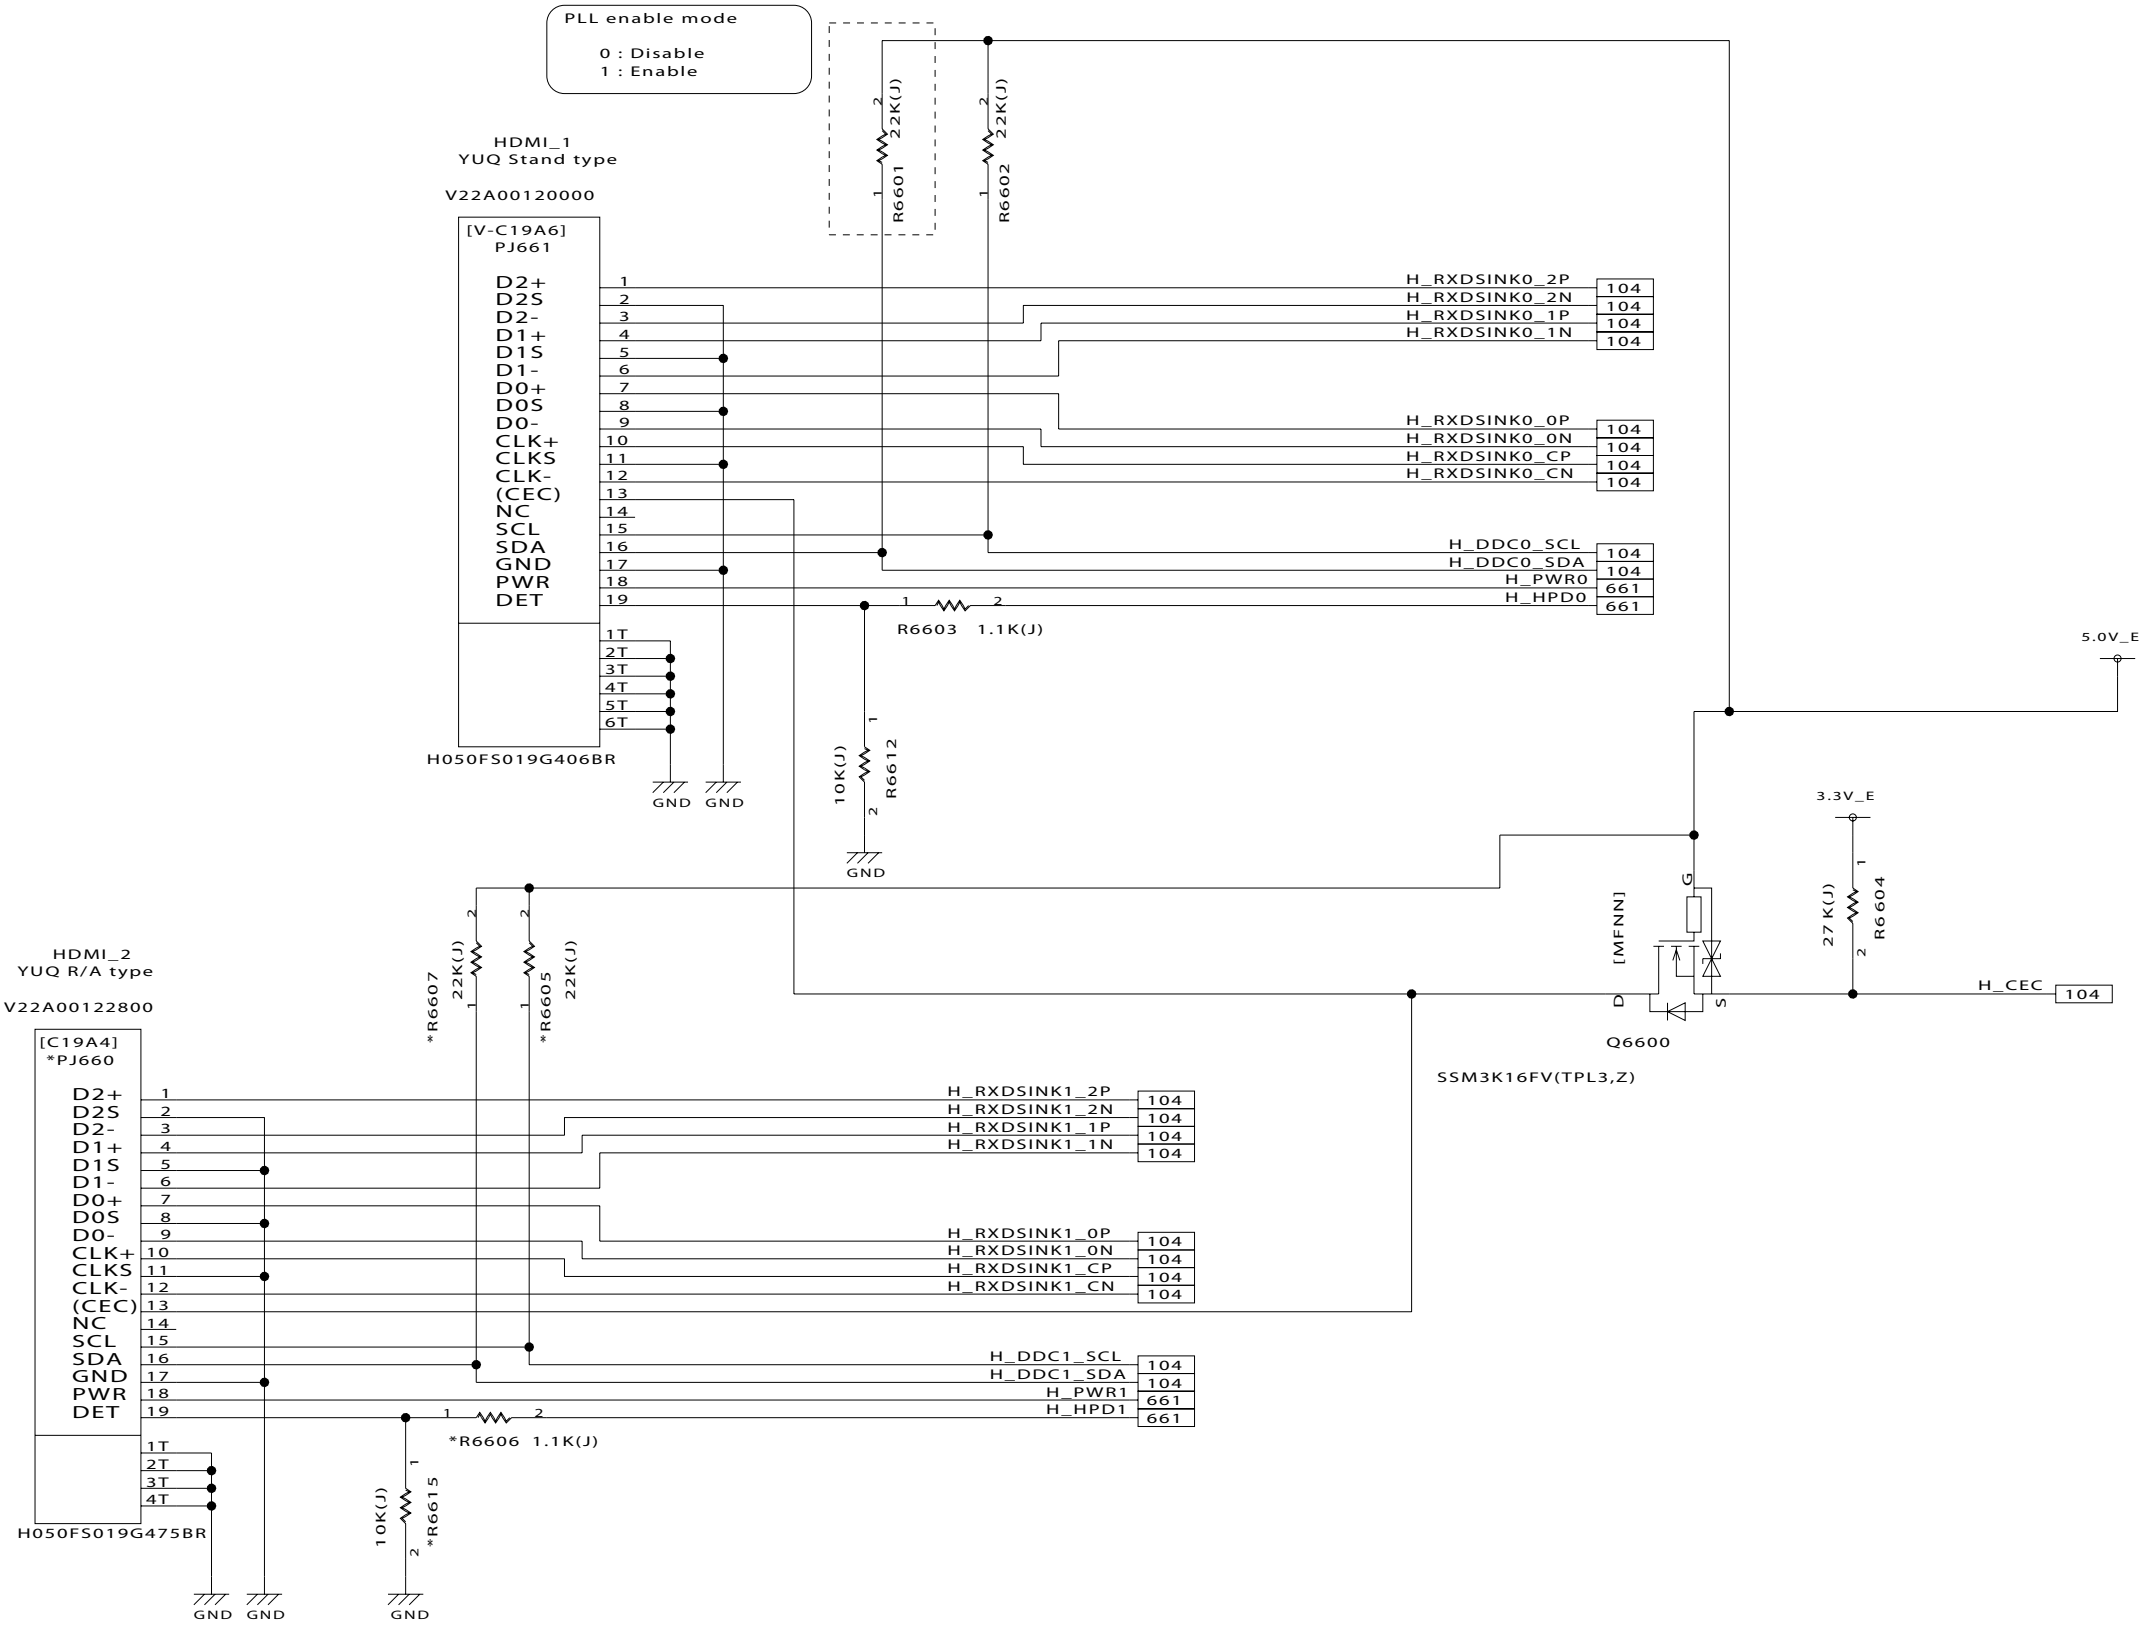 PLL enable mode
0 : Disable
1 : Enable
2
22K(J)
1
R6601
2
22K(J)
1
R6602
HDMI_1
YUQ Stand type
V22A00120000
[V-C19A6]
PJ661
D2+ 1 H_RXDSINK0_2P 104
D2S 2 H_RXDSINK0_2N 104
D2- 3 H_RXDSINK0_1P 104
D1+ 4 H_RXDSINK0_1N 104
D1S 5
D1- 6
D0+ 7
D0S 8 H_RXDSINK0_0P 104
D0- 9 H_RXDSINK0_0N 104
CLK+ 10 H_RXDSINK0_CP 104
CLKS 11 H_RXDSINK0_CN 104
CLK- 12
(CEC) 13
NC 14
SCL 15 H_DDC0_SCL 104
SDA 16 H_DDC0_SDA 104
GND 17 H_PWR0 661
PWR 18 H_HPD0 661
DET 19 1 2
R6603 1.1K(J)
1T
2T
3T
4T
5T
6T
H050FS019G406BR
GND GND
1
10K(J)
R6612
2
GND
5.0V_E
3.3V_E
1
27K(J)
R6604
2
G
[MFNN]
D
S
H_CEC 104
Q6600
SSM3K16FV(TPL3,Z)
2
22K(J)
*R6607
1
2
22K(J)
*R6605
1
HDMI_2
YUQ R/A type
V22A00122800
[C19A4]
*PJ660
D2+ 1 H_RXDSINK1_2P 104
D2S 2 H_RXDSINK1_2N 104
D2- 3 H_RXDSINK1_1P 104
D1+ 4 H_RXDSINK1_1N 104
D1S 5
D1- 6
D0+ 7
D0S 8 H_RXDSINK1_0P 104
D0- 9 H_RXDSINK1_0N 104
CLK+ 10 H_RXDSINK1_CP 104
CLKS 11 H_RXDSINK1_CN 104
CLK- 12
(CEC) 13
NC 14
SCL 15 H_DDC1_SCL 104
SDA 16 H_DDC1_SDA 104
GND 17 H_PWR1 661
PWR 18 H_HPD1 661
DET 19 1 2
*R6606 1.1K(J)
1T
2T
3T
4T
H050FS019G475BR
1
10K(J)
*R6615
2
GND GND GND